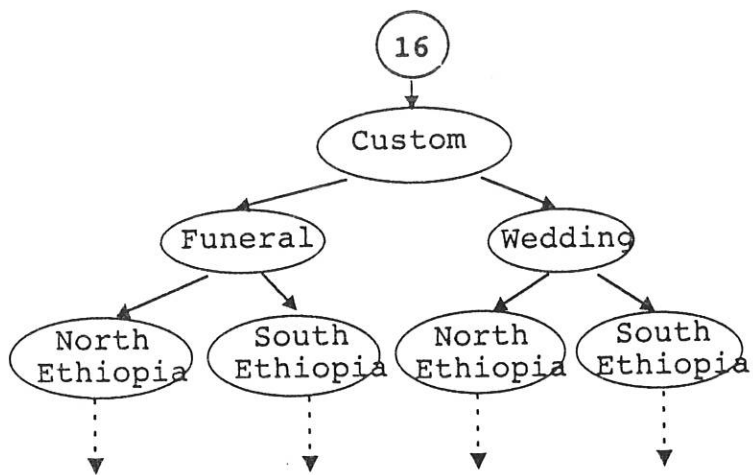 16
Custom
Funeral
Wedding
North
Ethiopia
South
Ethiopia
North
Ethiopia
South
Ethiopia